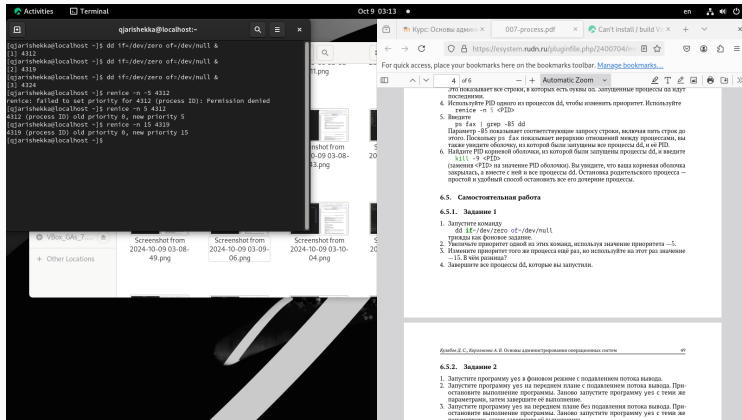 Activities
Terminal
Oct 9 03:13
en
qjarishekka@localhost:~
[qjarishekka@localhost ~]$ dd if=/dev/zero of=/dev/null &
[1] 4312
[qjarishekka@localhost ~]$ dd if=/dev/zero of=/dev/null &
[2] 4319
[qjarishekka@localhost ~]$ dd if=/dev/zero of=/dev/null &
[3] 4324
[qjarishekka@localhost ~]$ renice -n -5 4312
renice: failed to set priority for 4312 (process ID): Permission denied
[qjarishekka@localhost ~]$ renice -n 5 4312
4312 (process ID) old priority 0, new priority 5
[qjarishekka@localhost ~]$ renice -n 15 4319
4319 (process ID) old priority 0, new priority 15
[qjarishekka@localhost ~]$
11.png
10-09 03-08-
43.png
VBox_GAs_7....
+ Other Locations
Screenshot from
2024-10-09 03-08-
49.png
Screenshot from
2024-10-09 03-09-
06.png
Screenshot from
2024-10-09 03-10-
04.png
Курс: Основы админи
007-process.pdf
Can't install / build V
https://esystem.rudn.ru/pluginfile.php/2400704/
For quick access, place your bookmarks here on the bookmarks toolbar. Manage bookmarks...
4 of 6
Automatic Zoom
Это показывает все строки, в которых есть буквы dd. Запущенные процессы dd идут
последними.
4. Используйте PID одного из процессов dd, чтобы изменить приоритет. Используйте
renice -n 5 <PID>
5. Введите
ps fax | grep -B5 dd
Параметр -B5 показывает соответствующие запросу строки, включая пять строк до
этого. Поскольку ps fax показывает иерархию отношений между процессами, вы
также увидите оболочку, из которой были запущены все процессы dd, и её PID.
6. Найдите PID корневой оболочки, из которой были запущены процессы dd, и введите
kill -9 <PID>
(заменив <PID> на значение PID оболочки). Вы увидите, что ваша корневая оболочка
закрылась, а вместе с ней и все процессы dd. Остановка родительского процесса —
простой и удобный способ остановить все его дочерние процессы.
6.5. Самостоятельная работа
6.5.1. Задание 1
1. Запустите команду
dd if=/dev/zero of=/dev/null
трижды как фоновое задание.
2. Увеличьте приоритет одной из этих команд, используя значение приоритета −5.
3. Измените приоритет того же процесса ещё раз, но используйте на этот раз значение
−15. В чём разница?
4. Завершите все процессы dd, которые вы запустили.
Кулябов Д. С., Королькова А. В. Основы администрирования операционных систем
49
6.5.2. Задание 2
1. Запустите программу yes в фоновом режиме с подавлением потока вывода.
2. Запустите программу yes на переднем плане с подавлением потока вывода. При-
остановите выполнение программы. Заново запустите программу yes с теми же
параметрами, затем завершите её выполнение.
3. Запустите программу yes на переднем плане без подавления потока вывода. При-
остановите выполнение программы. Заново запустите программу yes с теми же